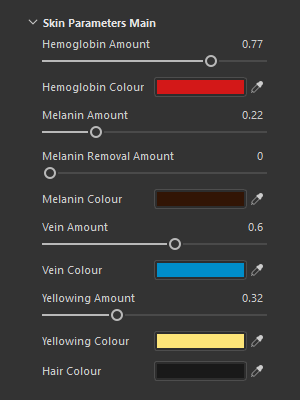 Skin Parameters Main
Hemoglobin Amount 0.77
Hemoglobin Colour
Melanin Amount 0.22
Melanin Removal Amount 0
Melanin Colour
Vein Amount 0.6
Vein Colour
Yellowing Amount 0.32
Yellowing Colour
Hair Colour